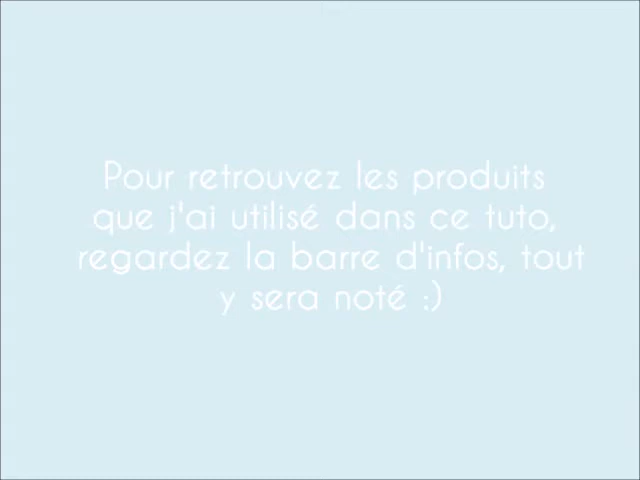 Pour retrouvez les produits
que j'ai utilisé dans ce tuto,
regardez la barre d'infos, tout
y sera noté :)